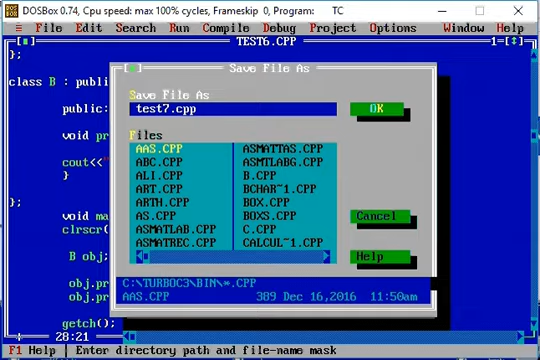 DOSBox 0.74, Cpu speed: max 100% cycles, Frameskip 0, Program: TC
≡ File Edit Search Run Compile Debug Project Options Window Help
TEST6.CPP 1=[↕]
};
class B : publi
public:
void pr
cout<<"
}
};
void ma
clrscr(
B obj;
obj.pr
obj.pr
getch();
28:21
Save File As
Save File As
test7.cpp
OK
Files
AAS.CPP ASMATTAS.CPP
ABC.CPP ASMTLABG.CPP
ALI.CPP B.CPP
ART.CPP BCHAR~1.CPP
ARTH.CPP BOX.CPP
AS.CPP BOXS.CPP
ASMATLAB.CPP C.CPP
ASMATREC.CPP CALCUL~1.CPP
Cancel
Help
C:\TURBOC3\BIN\*.CPP
AAS.CPP 389 Dec 16,2016 11:50am
F1 Help | Enter directory path and file-name mask